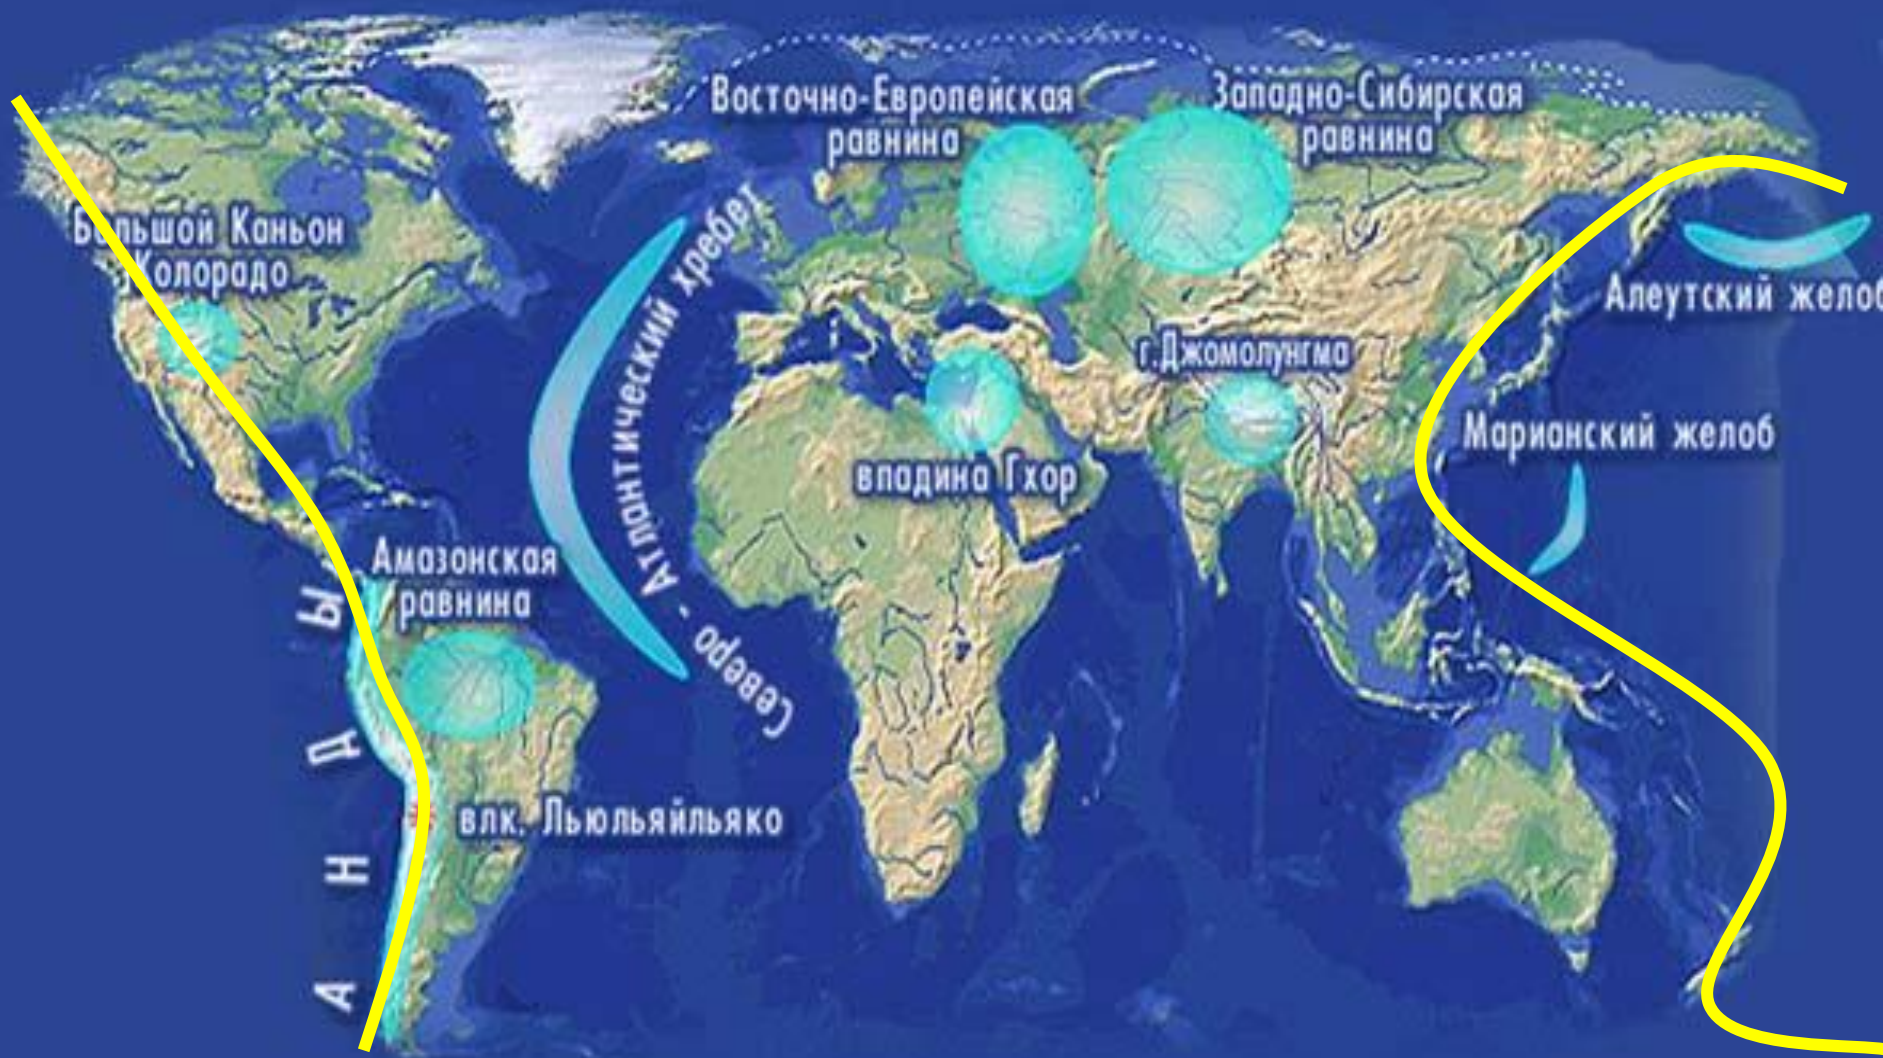 Восточно-Европейская
равнина
Западно-Сибирская
равнина
Большой Каньон
Колорадо
Северо - Атлантический хребет
Алеутский желоб
г.Джомолунгма
Марианский желоб
впадина Гхор
Амазонская
равнина
АНДЫ
влк. Льюльяйльяко